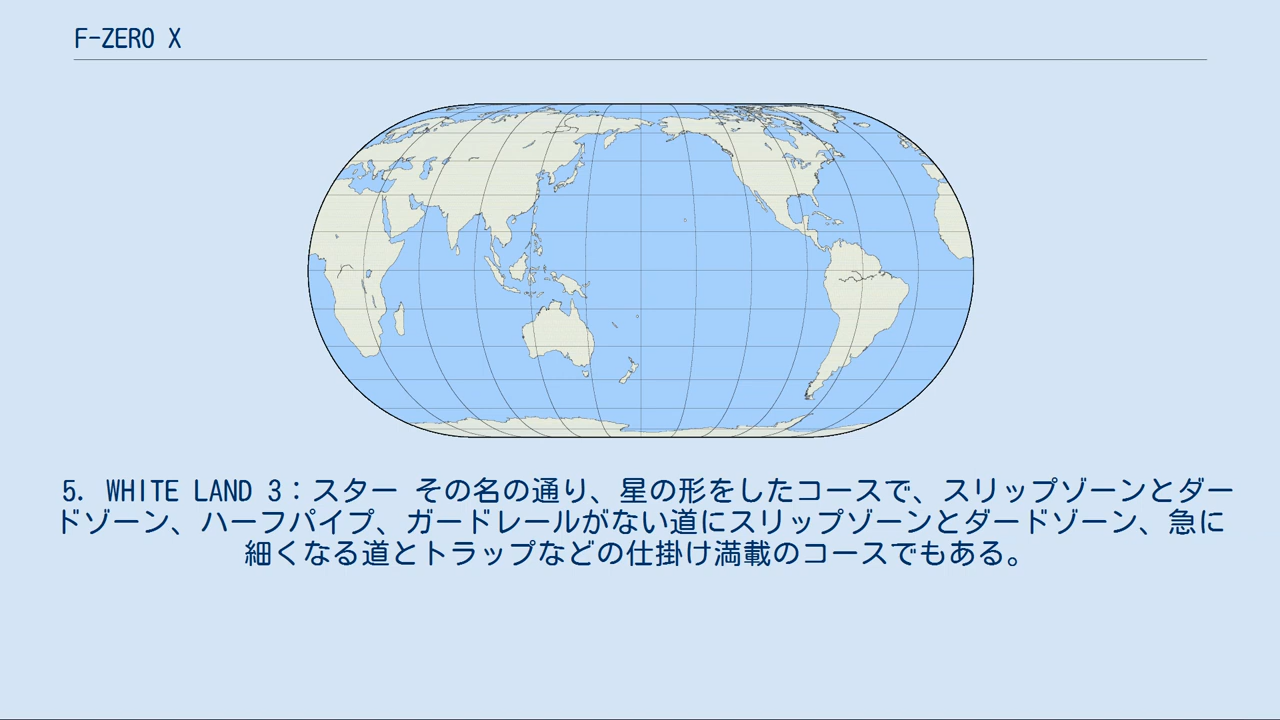 F-ZERO X
5. WHITE LAND 3：スター その名の通り、星の形をしたコースで、スリップゾーンとダー
ドゾーン、ハーフパイプ、ガードレールがない道にスリップゾーンとダードゾーン、急に
細くなる道とトラップなどの仕掛け満載のコースでもある。